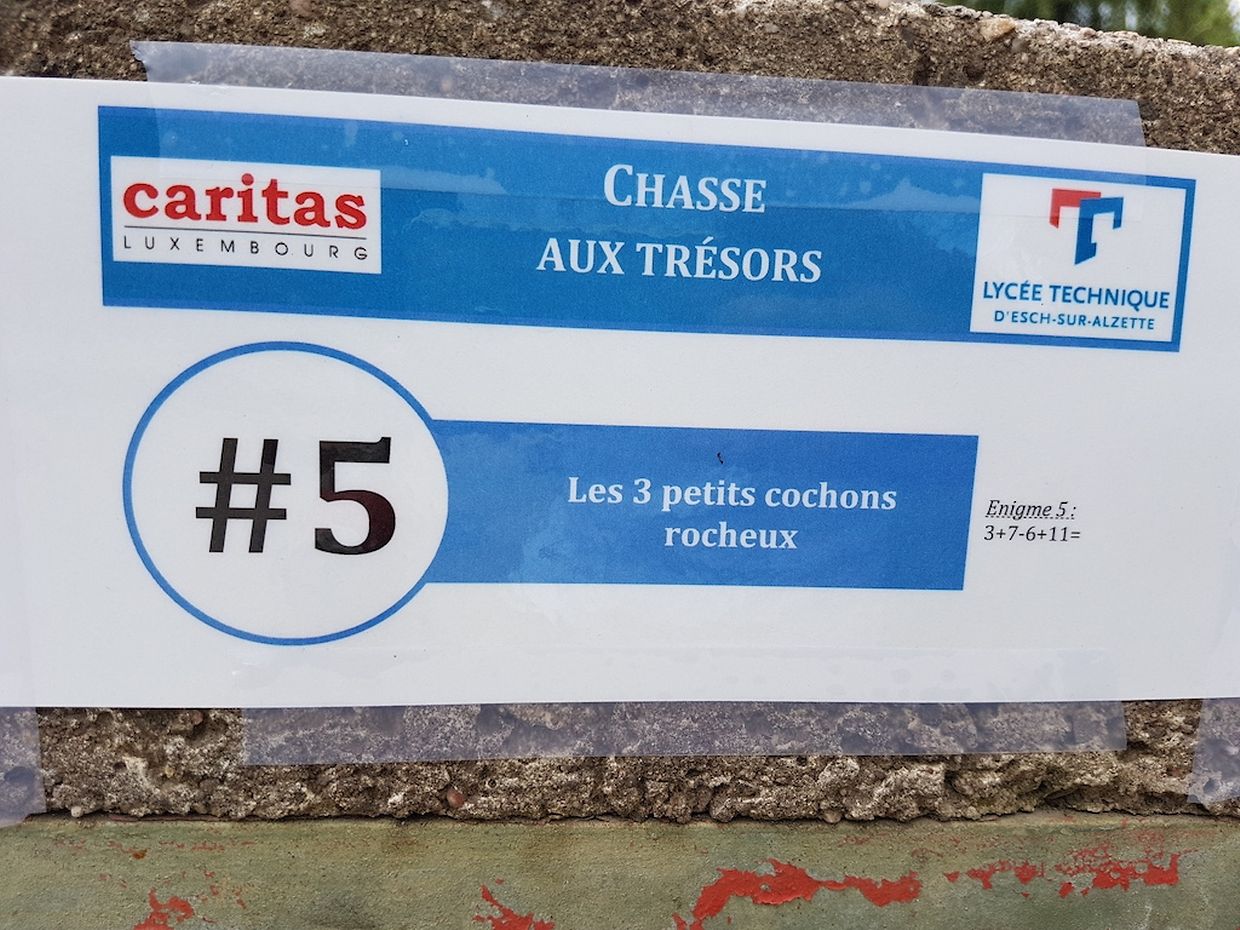 caritas
LUXEMBOURG
CHASSE
AUX TRÉSORS
LYCÉE TECHNIQUE
D'ESCH-SUR-ALZETTE
#5
Les 3 petits cochons
rocheux
Enigme 5 :
3+7-6+11=